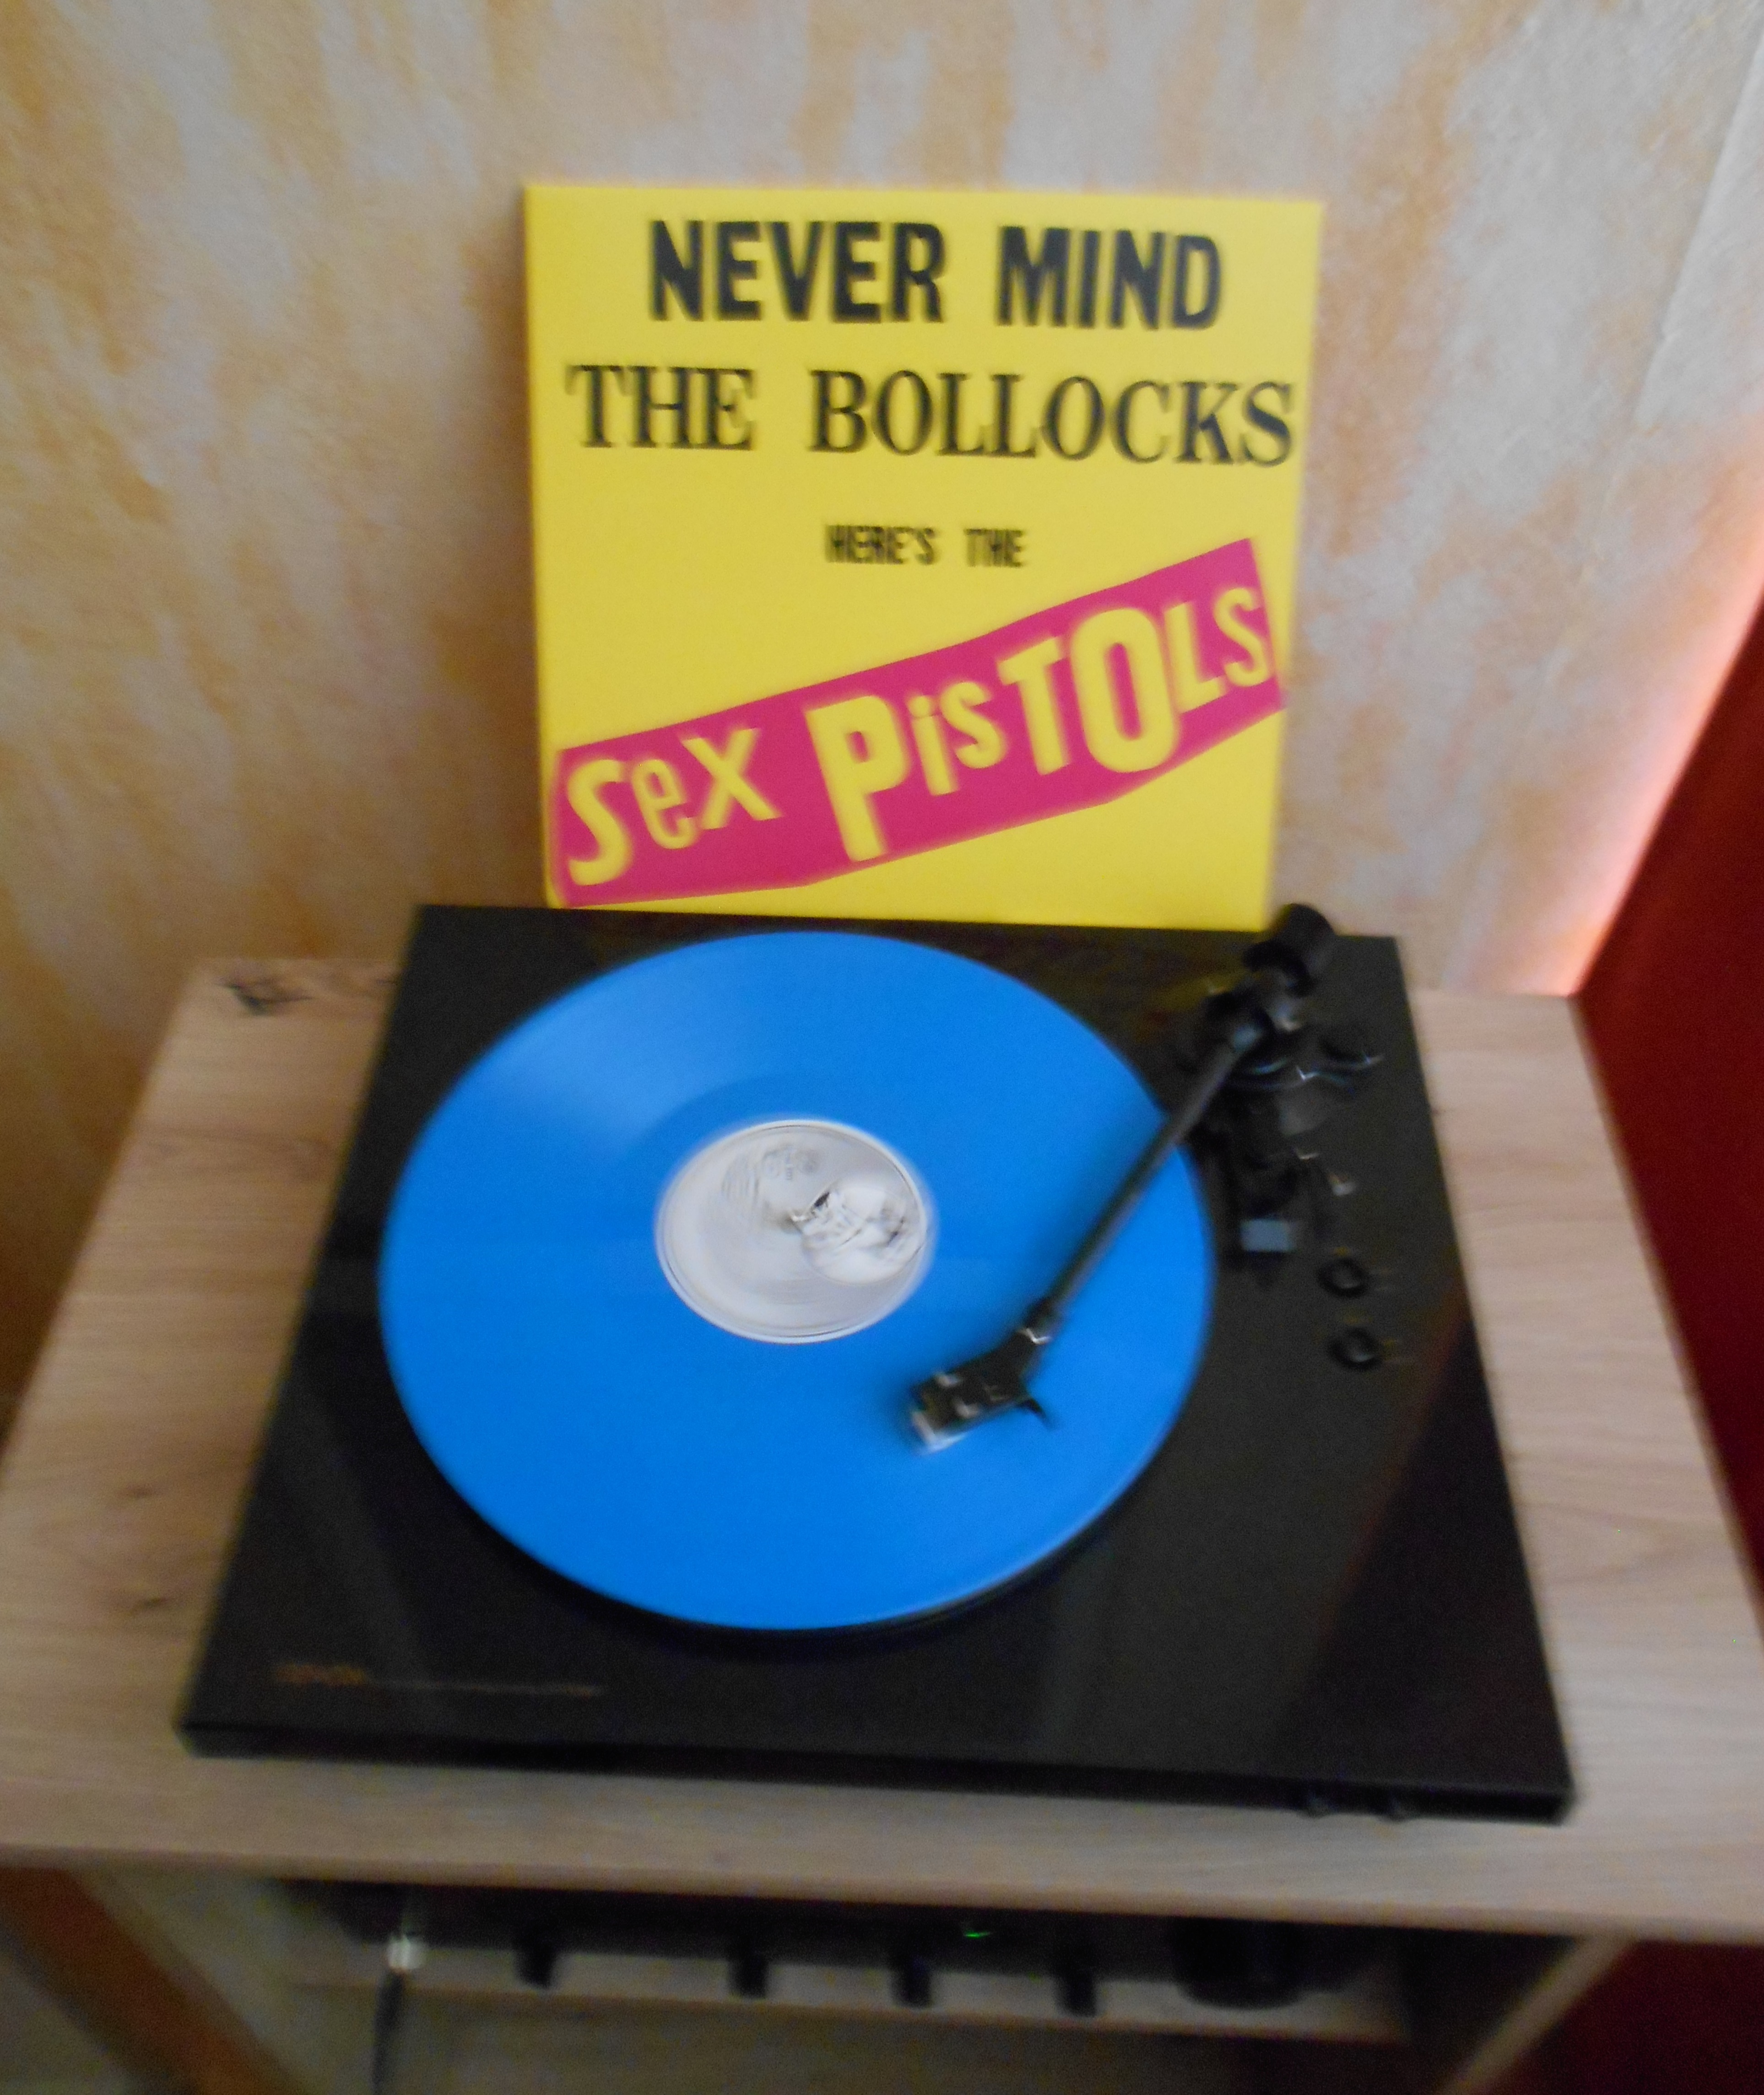 NEVER MIND
THE BOLLOCKS
HERE'S THE
Sex PisTOLS